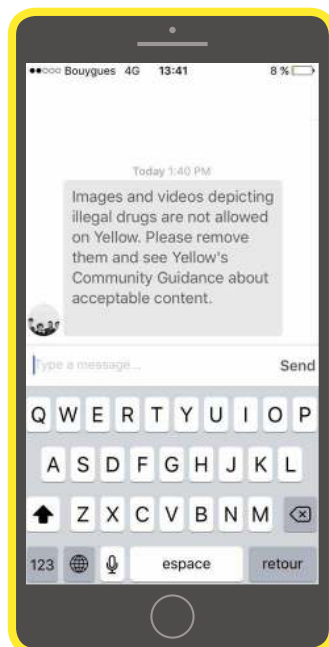 ●●○○○ Bouygues 4G 13:41 8 %
Today 1:40 PM
Images and videos depicting
illegal drugs are not allowed
on Yellow. Please remove
them and see Yellow's
Community Guidance about
acceptable content.
Type a message... Send
Q W E R T Y U I O P
A S D F G H J K L
Z X C V B N M
123 espace retour